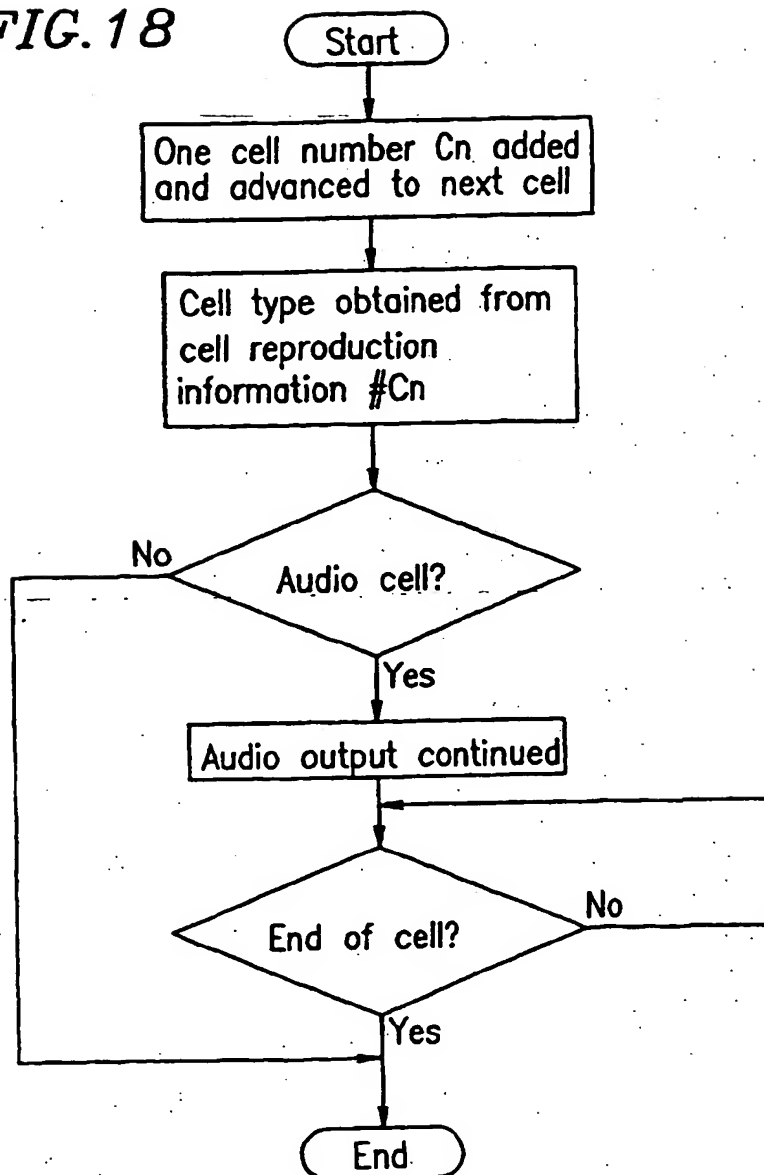 FIG.18
Start
One cell number Cn added
and advanced to next cell
Cell type obtained from
cell reproduction
information #Cn
No
Audio cell?
Yes
Audio output continued
No
End of cell?
Yes
End